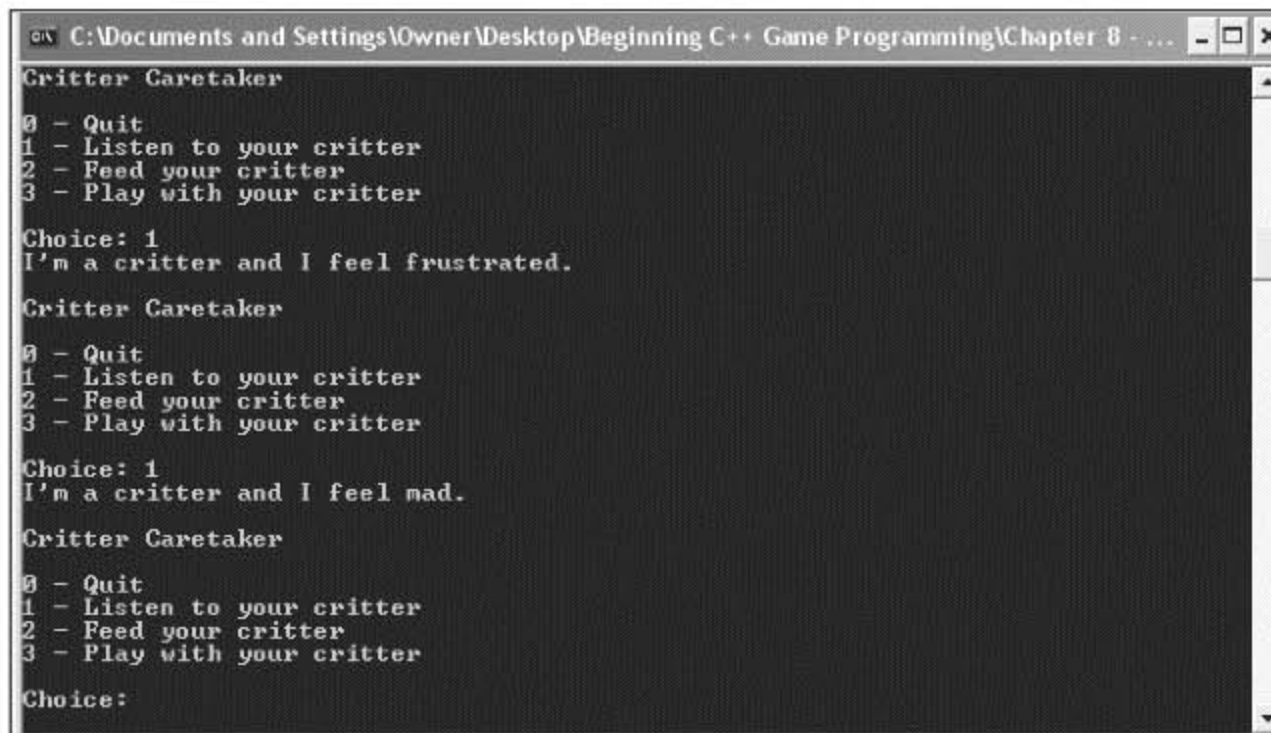 C:\Documents and Settings\Owner\Desktop\Beginning C++ Game Programming\Chapter 8 - ...
Critter Caretaker
0 - Quit
1 - Listen to your critter
2 - Feed your critter
3 - Play with your critter
Choice: 1
I'm a critter and I feel frustrated.
Critter Caretaker
0 - Quit
1 - Listen to your critter
2 - Feed your critter
3 - Play with your critter
Choice: 1
I'm a critter and I feel mad.
Critter Caretaker
0 - Quit
1 - Listen to your critter
2 - Feed your critter
3 - Play with your critter
Choice: